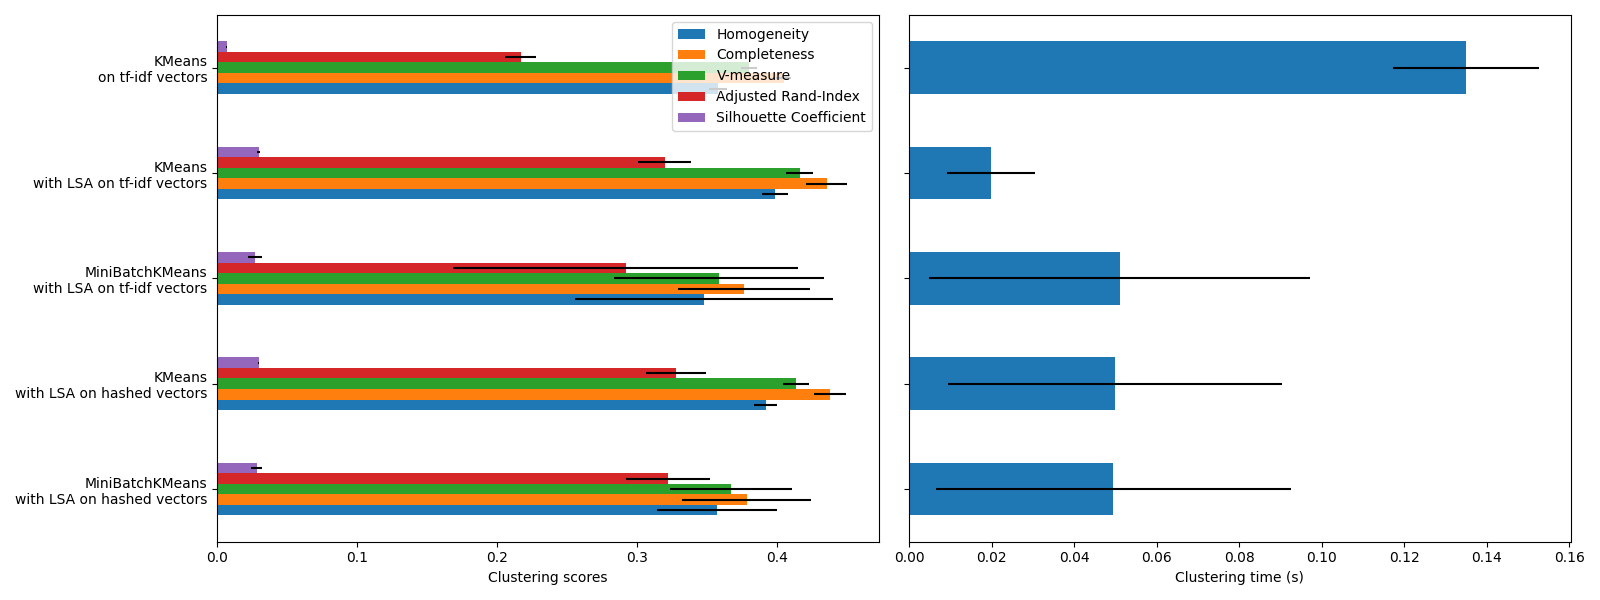 KMeans
on tf-idf vectors
KMeans
with LSA on tf-idf vectors
MiniBatchKMeans
with LSA on tf-idf vectors
KMeans
with LSA on hashed vectors
MiniBatchKMeans
with LSA on hashed vectors
Homogeneity
Completeness
V-measure
Adjusted Rand-Index
Silhouette Coefficient
0.0 0.1 0.2 0.3 0.4
Clustering scores
0.00 0.02 0.04 0.06 0.08 0.10 0.12 0.14 0.16
Clustering time (s)